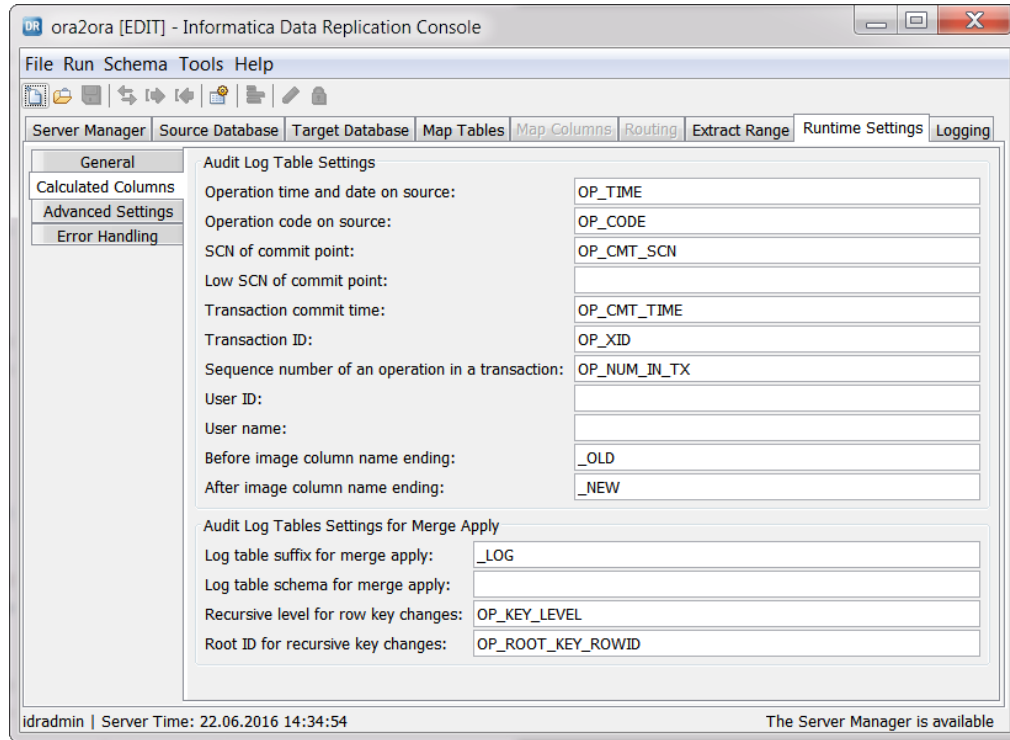 DR ora2ora [EDIT] - Informatica Data Replication Console
File Run Schema Tools Help
Server Manager Source Database Target Database Map Tables Map Columns Routing Extract Range Runtime Settings Logging
General
Calculated Columns
Advanced Settings
Error Handling
Audit Log Table Settings
Operation time and date on source: OP_TIME
Operation code on source: OP_CODE
SCN of commit point: OP_CMT_SCN
Low SCN of commit point:
Transaction commit time: OP_CMT_TIME
Transaction ID: OP_XID
Sequence number of an operation in a transaction: OP_NUM_IN_TX
User ID:
User name:
Before image column name ending: _OLD
After image column name ending: _NEW
Audit Log Tables Settings for Merge Apply
Log table suffix for merge apply: _LOG
Log table schema for merge apply:
Recursive level for row key changes: OP_KEY_LEVEL
Root ID for recursive key changes: OP_ROOT_KEY_ROWID
idradmin | Server Time: 22.06.2016 14:34:54 The Server Manager is available